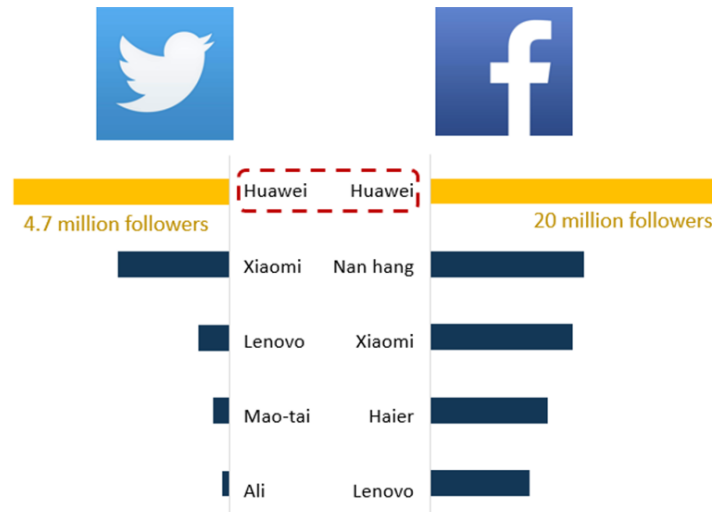 Huawei Huawei
4.7 million followers
20 million followers
Xiaomi Nan hang
Lenovo Xiaomi
Mao-tai Haier
Ali Lenovo